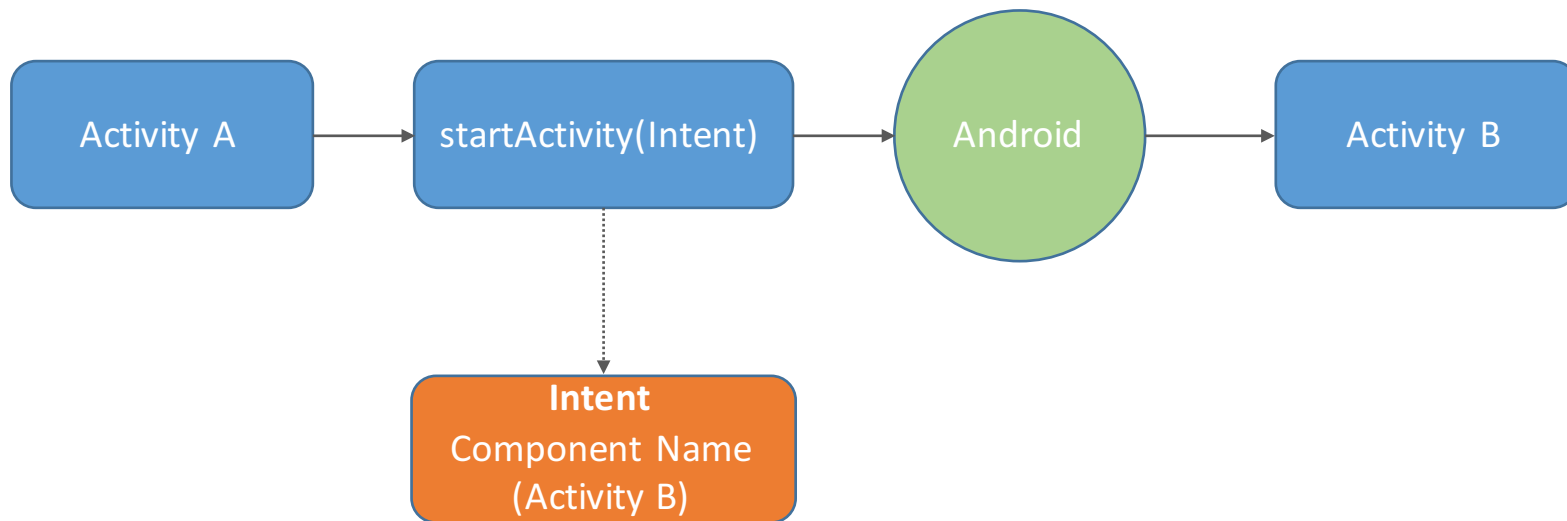 Activity A
startActivity(Intent)
Android
Activity B
Intent
Component Name
(Activity B)